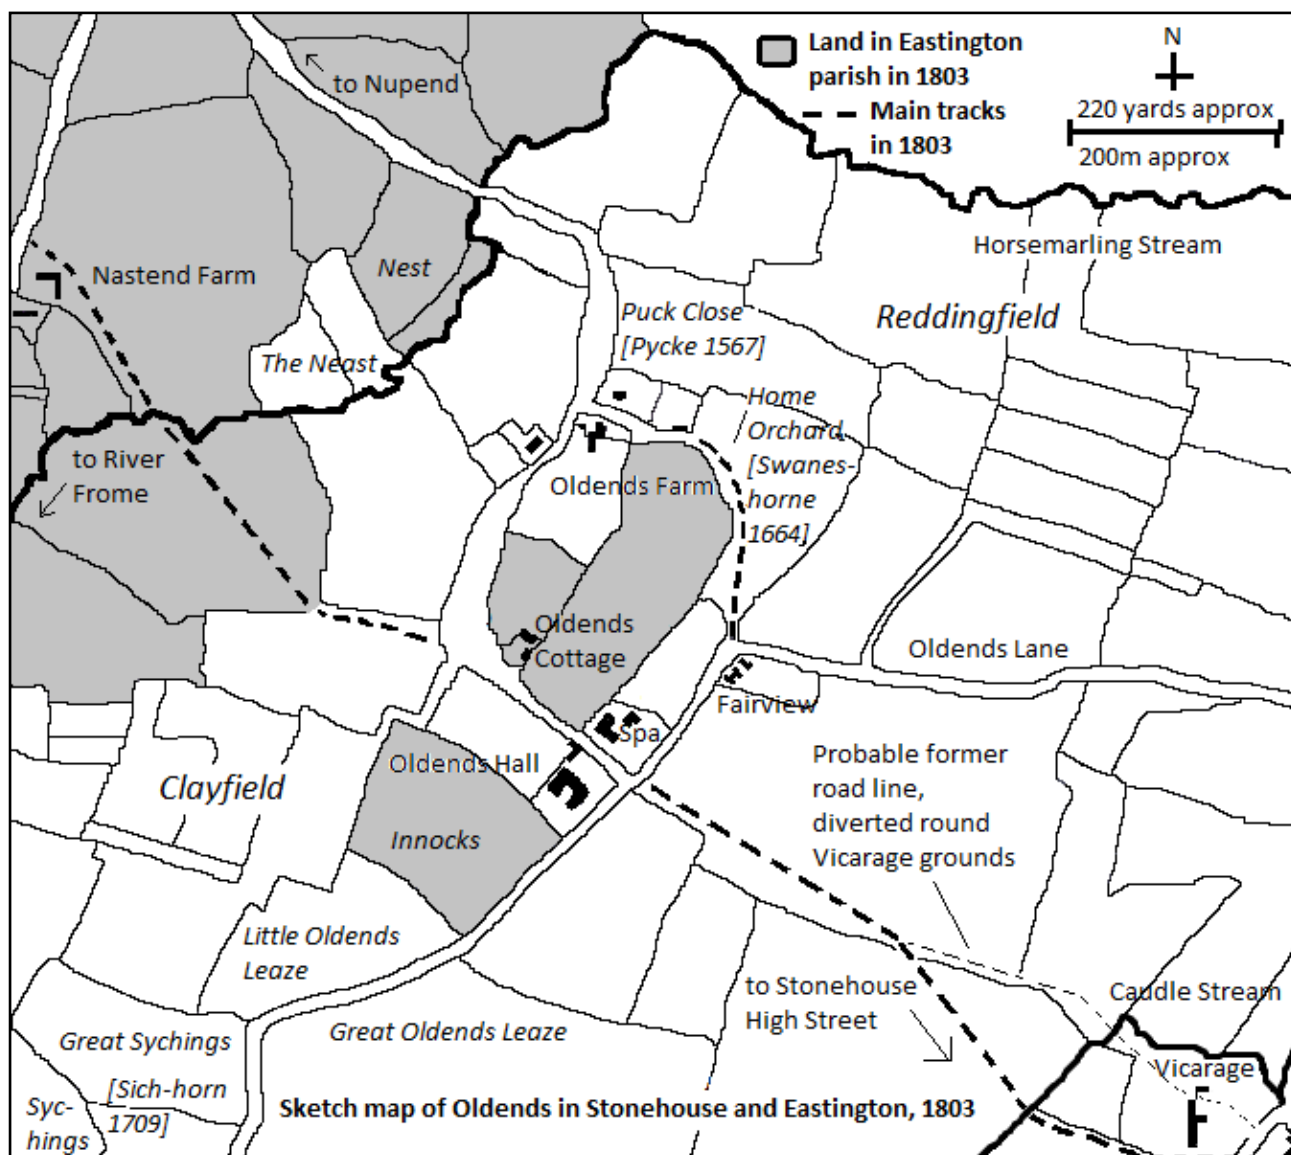 Land in Eastington
parish in 1803
Main tracks
in 1803
N
220 yards approx
200m approx
to Nupend
Horsemarling Stream
Nastend Farm
Nest
Puck Close
[Pycke 1567]
Reddingfield
The Neast
Home
Orchard
[Swanes-
horne
1664]
to River
Frome
Oldends Farm
Oldends
Cottage
Oldends Lane
Fairview
Spa
Oldends Hall
Clayfield
Innocks
Probable former
road line,
diverted round
Vicarage grounds
Little Oldends
Leaze
to Stonehouse
High Street
Caudle Stream
Great Sychings
Great Oldends Leaze
Vicarage
[Sich-horn
1709]
Syc-
hings
Sketch map of Oldends in Stonehouse and Eastington, 1803